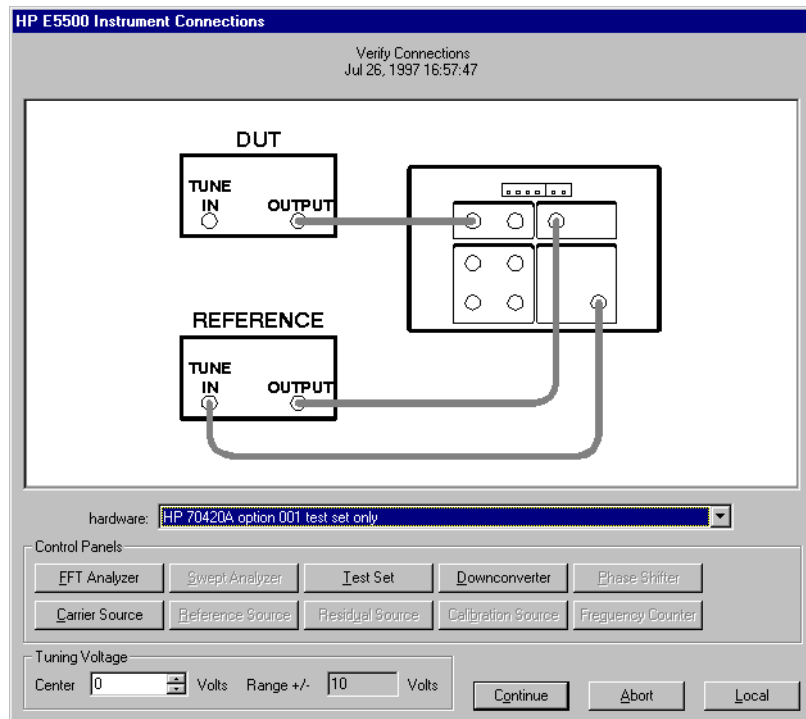 HP E5500 Instrument Connections
Verify Connections
Jul 26, 1997 16:57:47
DUT
TUNE
IN OUTPUT
REFERENCE
TUNE
IN OUTPUT
hardware: HP 70420A option 001 test set only
Control Panels
FFT Analyzer Swept Analyzer Test Set Downconverter Phase Shifter
Carrier Source Reference Source Residual Source Calibration Source Frequency Counter
Tuning Voltage
Center 0 Volts Range +/- 10 Volts
Continue Abort Local